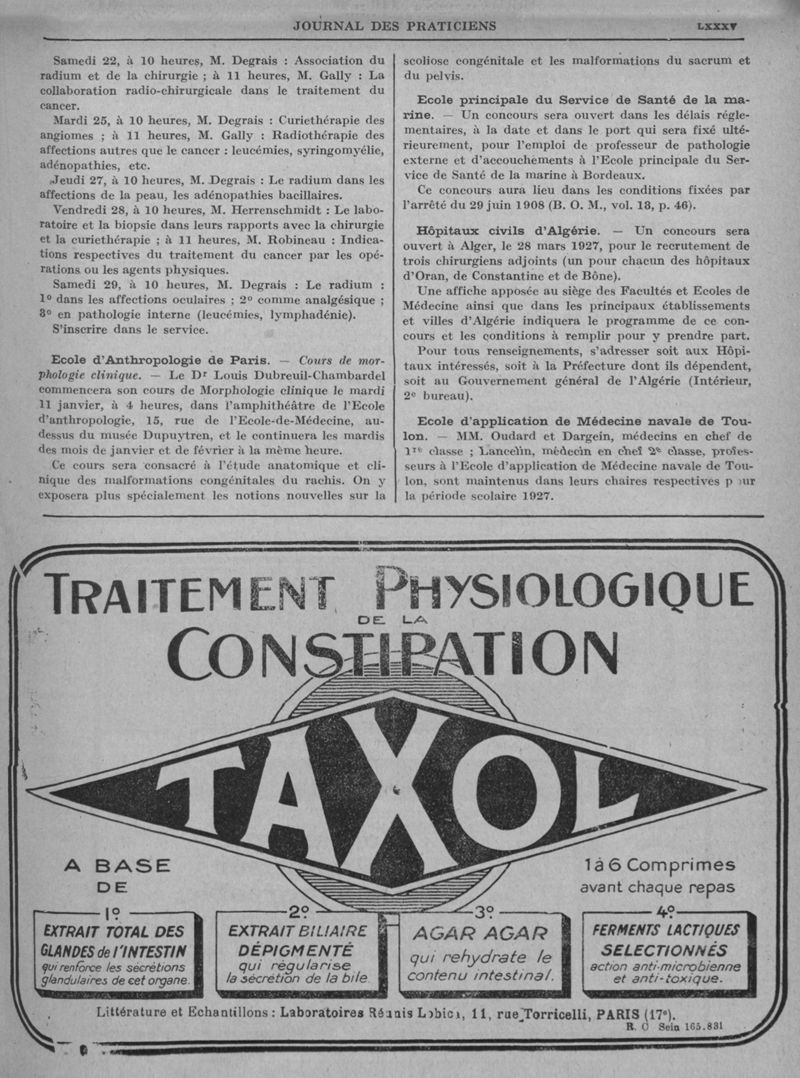 JOURNAL DES PRATICIENS
LXXXV
Samedi 22, à 10 heures, M. Degrais : Association du
radium et de la chirurgie ; à 11 heures, M. Gally : La
collaboration radio-chirurgicale dans le traitement du
cancer.
Mardi 25, à 10 heures, M. Degrais : Curiethérapie des
angiomes ; à 11 heures, M. Gally : Radiothérapie des
affections autres que le cancer : leucémies, syringomyélie,
adénopathies, etc.
Jeudi 27, à 10 heures, M. Degrais : Le radium dans les
affections de la peau, les adénopathies bacillaires.
Vendredi 28, à 10 heures, M. Herrenschmidt : Le labo-
ratoire et la biopsie dans leurs rapports avec la chirurgie
et la curiethérapie ; à 11 heures, M. Robineau : Indica-
tions respectives du traitement du cancer par les opé-
rations ou les agents physiques.
Samedi 29, à 10 heures, M. Degrais : Le radium :
1º dans les affections oculaires ; 2º comme analgésique ;
3º en pathologie interne (leucémies, lymphadénie).
S'inscrire dans le service.
Ecole d'Anthropologie de Paris. — Cours de mor-
phologie clinique. — Le Dr Louis Dubreuil-Chambardel
commencera son cours de Morphologie clinique le mardi
11 janvier, à 4 heures, dans l'amphithéâtre de l'Ecole
d'anthropologie, 15, rue de l'Ecole-de-Médecine, au-
dessus du musée Dupuytren, et le continuera les mardis
des mois de janvier et de février à la même heure.
Ce cours sera consacré à l'étude anatomique et cli-
nique des malformations congénitales du rachis. On y
exposera plus spécialement les notions nouvelles sur la
scoliose congénitale et les malformations du sacrum et
du pelvis.
Ecole principale du Service de Santé de la ma-
rine. — Un concours sera ouvert dans les délais régle-
mentaires, à la date et dans le port qui sera fixé ulté-
rieurement, pour l'emploi de professeur de pathologie
externe et d'accouchements à l'Ecole principale du Ser-
vice de Santé de la marine à Bordeaux.
Ce concours aura lieu dans les conditions fixées par
l'arrêté du 29 juin 1908 (B. O. M., vol. 13, p. 46).
Hôpitaux civils d'Algérie. — Un concours sera
ouvert à Alger, le 28 mars 1927, pour le recrutement de
trois chirurgiens adjoints (un pour chacun des hôpitaux
d'Oran, de Constantine et de Bône).
Une affiche apposée au siège des Facultés et Ecoles de
Médecine ainsi que dans les principaux établissements
et villes d'Algérie indiquera le programme de ce con-
cours et les conditions à remplir pour y prendre part.
Pour tous renseignements, s'adresser soit aux Hôpi-
taux intéressés, soit à la Préfecture dont ils dépendent,
soit au Gouvernement général de l'Algérie (Intérieur,
2e bureau).
Ecole d'application de Médecine navale de Tou-
lon. — MM. Oudard et Dargein, médecins en chef de
1re classe ; Lancelin, médecin en chef 2e classe, profes-
seurs à l'Ecole d'application de Médecine navale de Tou-
lon, sont maintenus dans leurs chaires respectives pour
la période scolaire 1927.
TRAITEMENT PHYSIOLOGIQUE
DE LA
CONSTIPATION
TAXOL
A BASE
DE
1 à 6 Comprimes
avant chaque repas
1º
EXTRAIT TOTAL DES
GLANDES de l'INTESTIN
qui renforce les sécrétions
glandulaires de cet organe.
2º
EXTRAIT BILIAIRE
DÉPIGMENTÉ
qui régularise
la sécrétion de la bile
3º
AGAR AGAR
qui rehydrate le
contenu intestinal.
4º
FERMENTS LACTIQUES
SELECTIONNÉS
action anti-microbienne
et anti-toxique.
Littérature et Echantillons : Laboratoires Réunis Lobica, 11, rue Torricelli, PARIS (17e).
R. C Sein 165.831